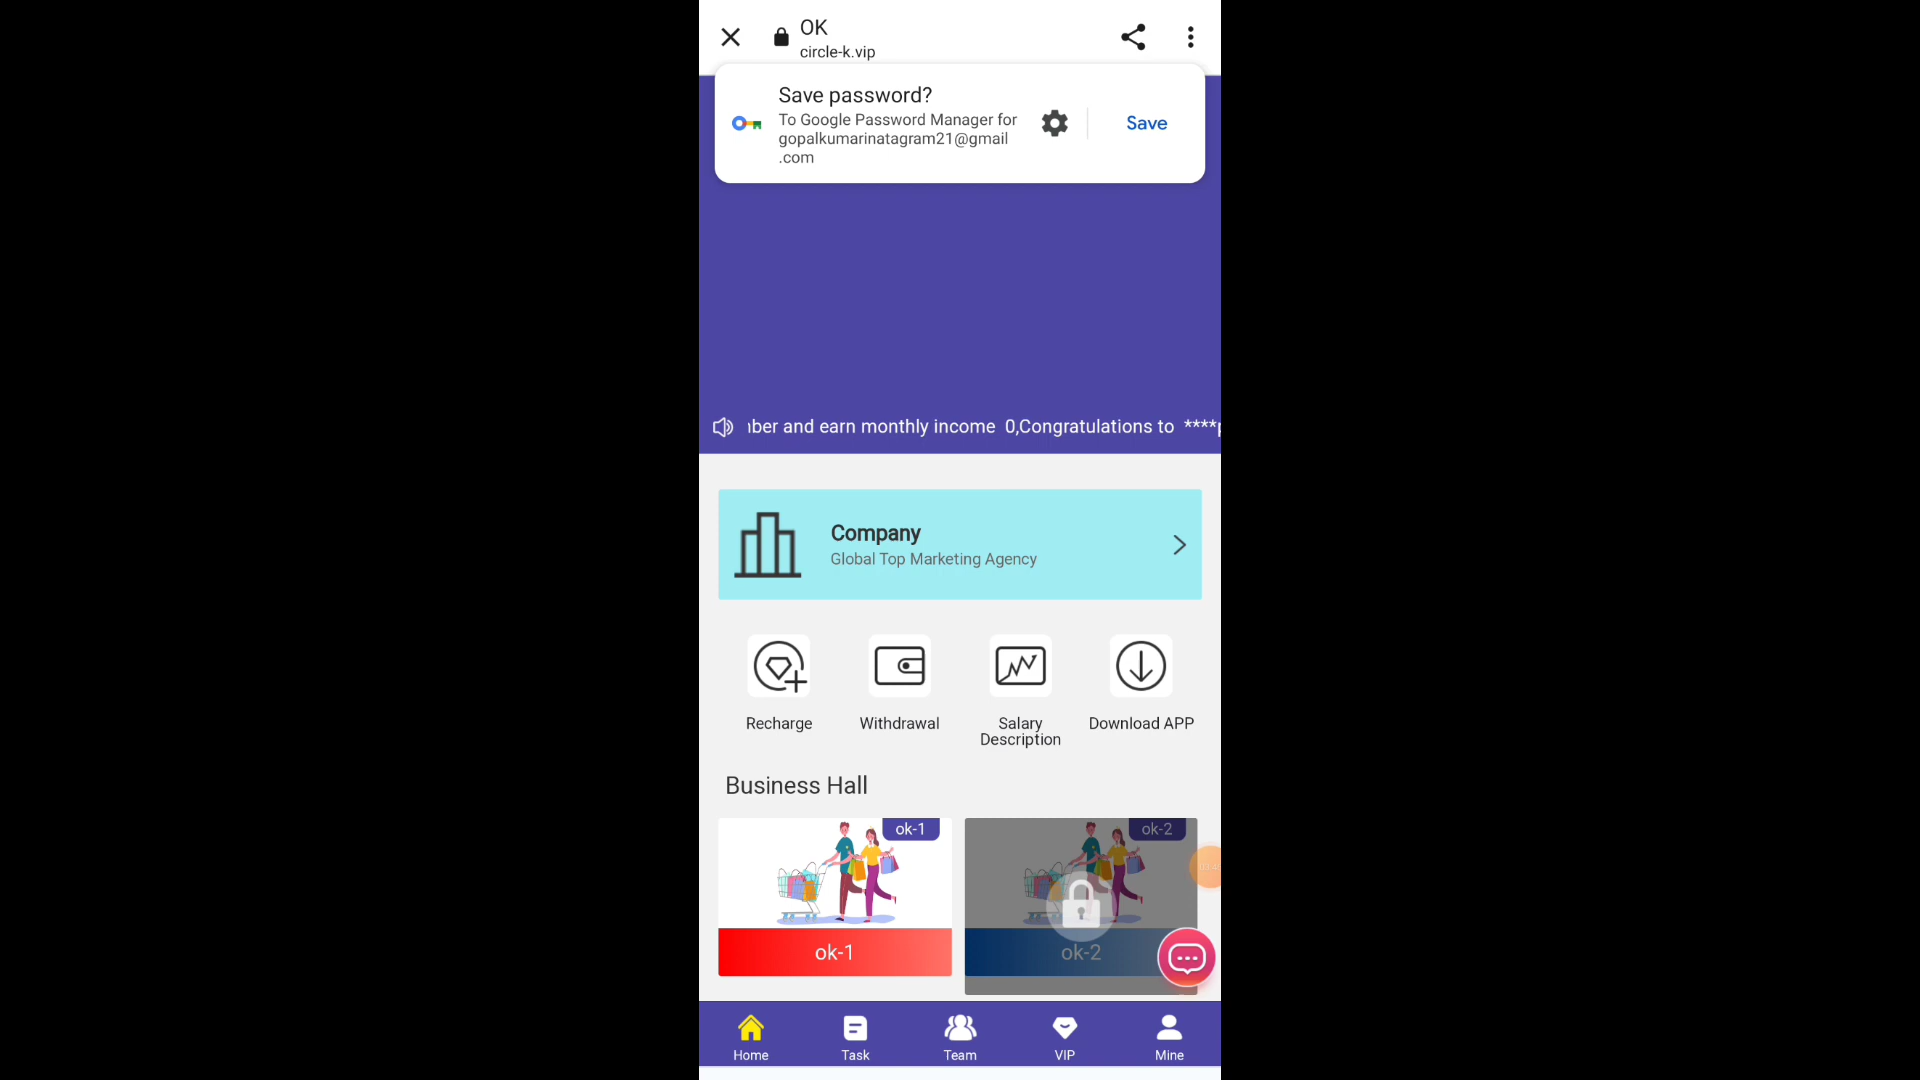 OK
circle-k.vip
Save password?
To Google Password Manager for
gopalkumarinatagram21@gmail
.com
Save
ber and earn monthly income 0,Congratulations to ****
Company
Global Top Marketing Agency
Recharge
Withdrawal
Salary
Description
Download APP
Business Hall
ok-1
ok-2
ok-1
ok-2
Home
Task
Team
VIP
Mine